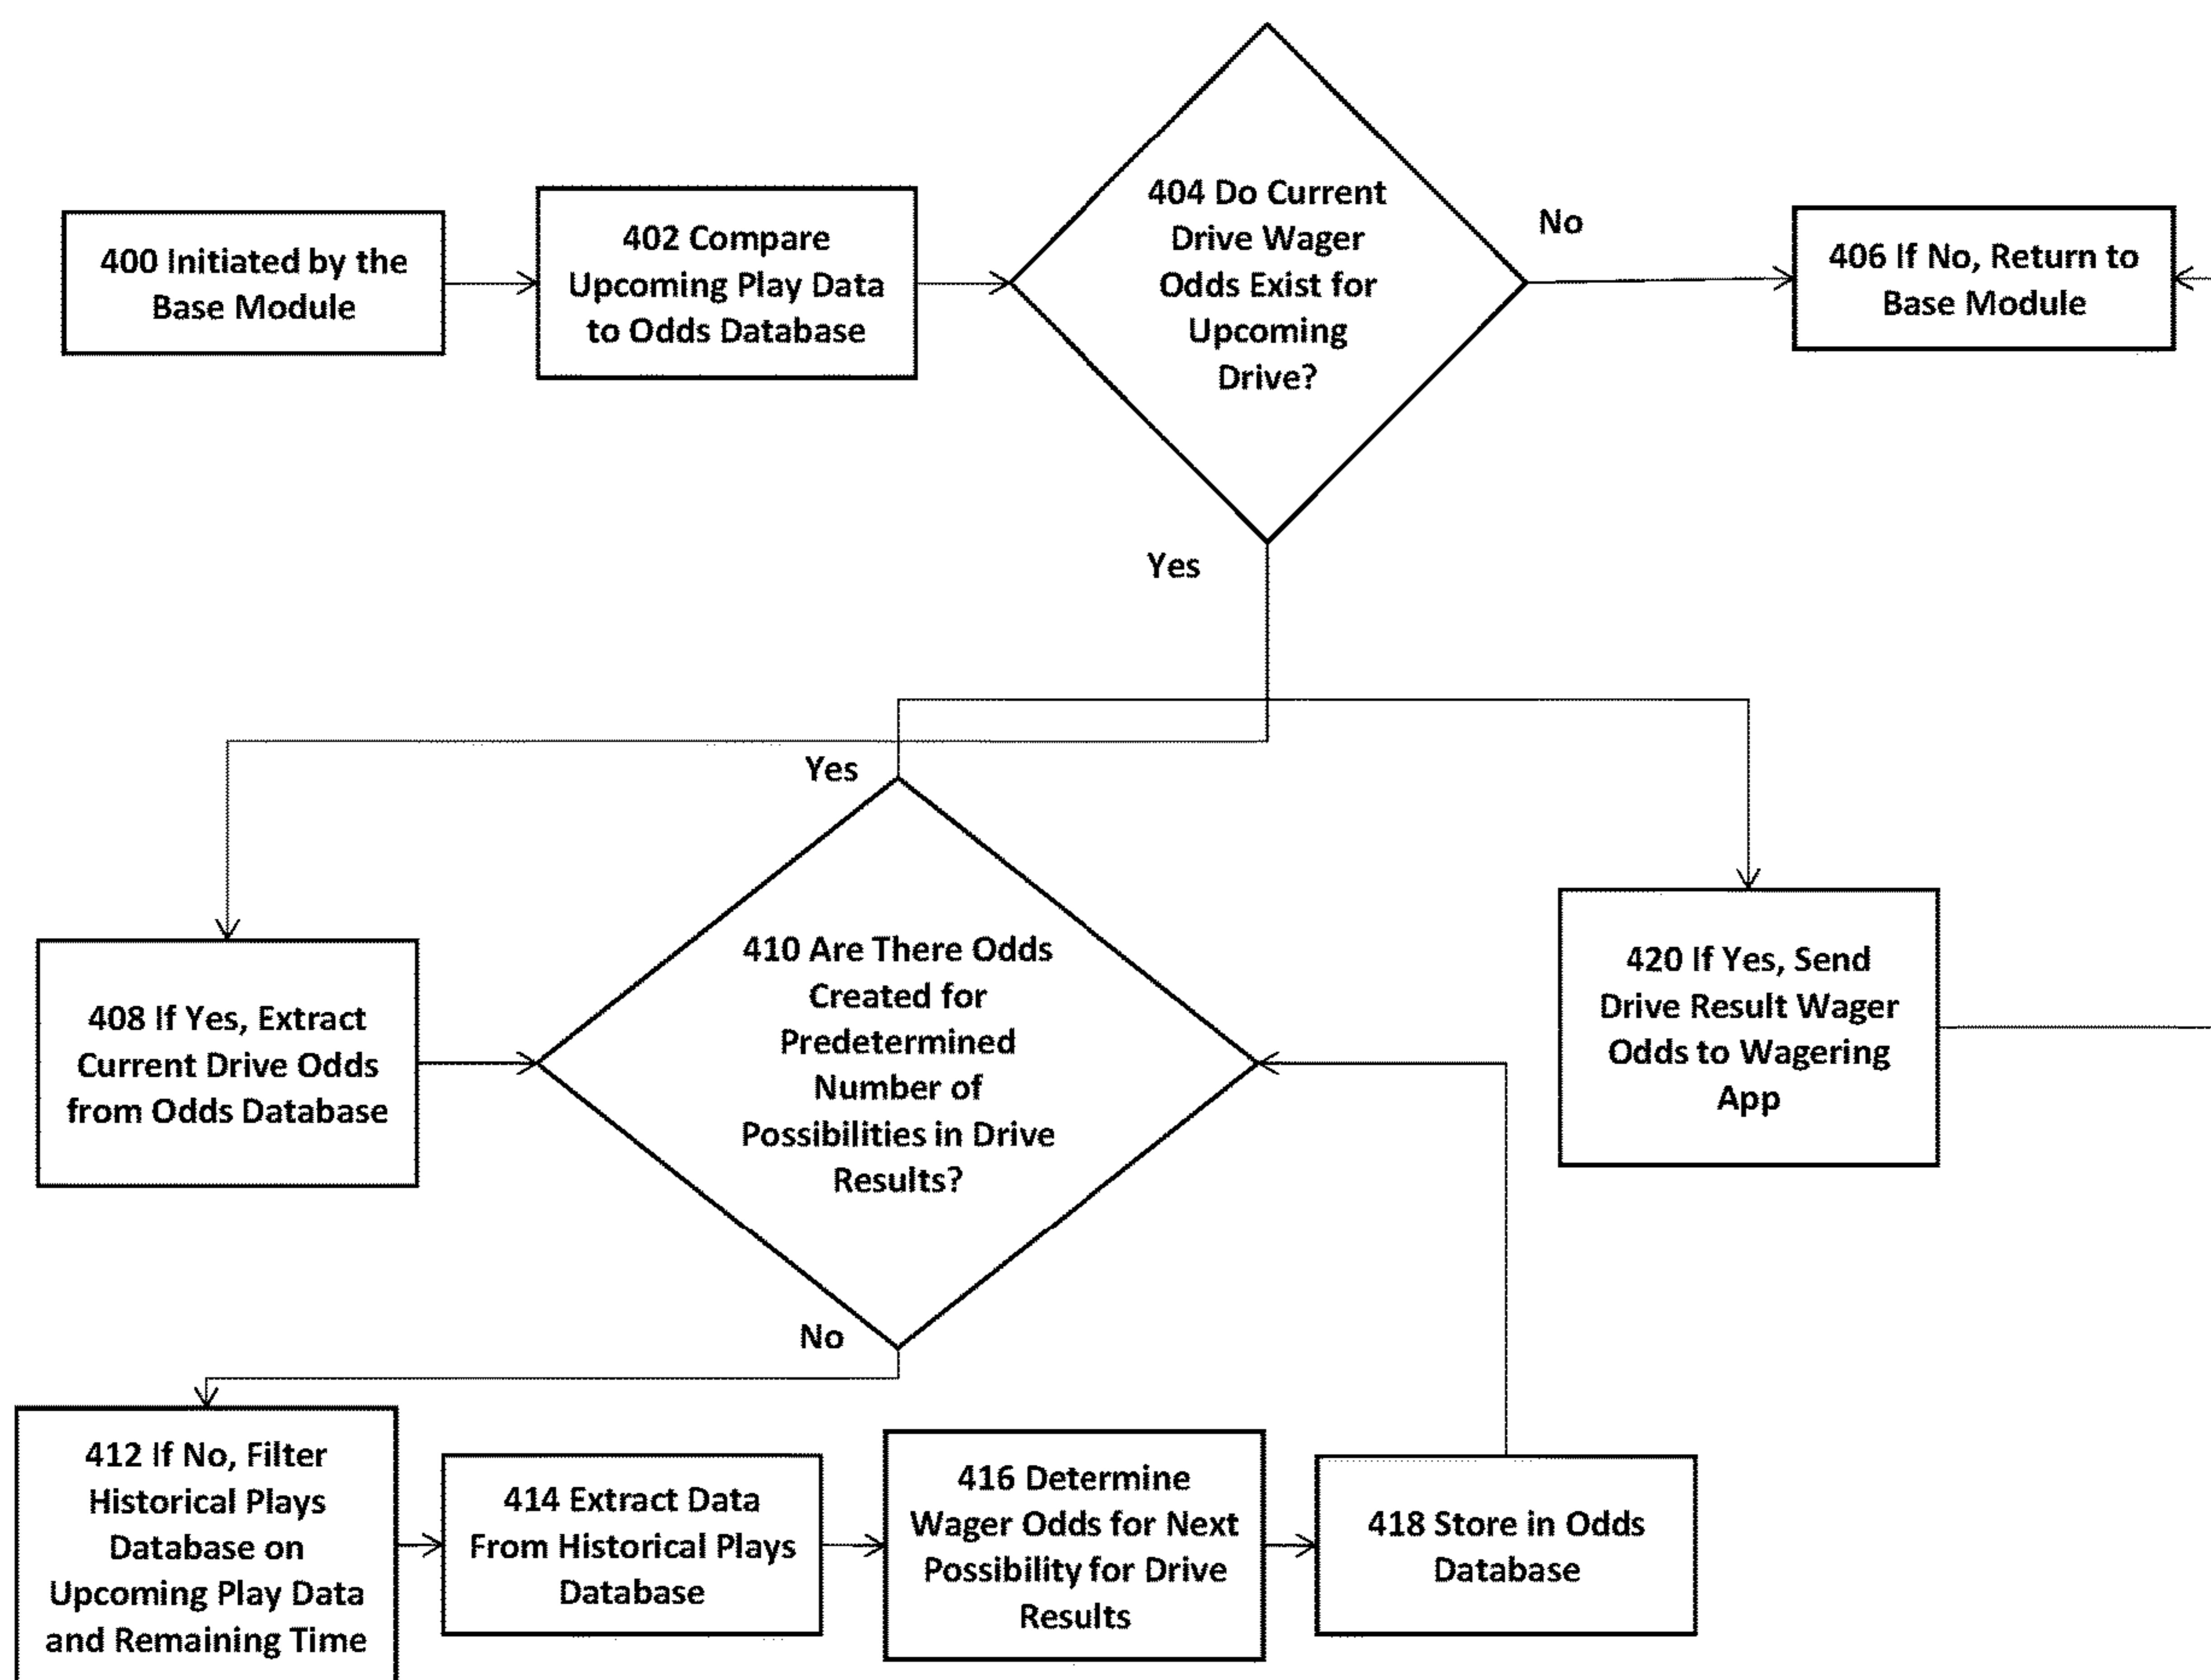 400 Initiated by the
Base Module
402 Compare
Upcoming Play Data
to Odds Database
404 Do Current
Drive Wager
Odds Exist for
Upcoming
Drive?
No
406 If No, Return to
Base Module
Yes
Yes
408 If Yes, Extract
Current Drive Odds
from Odds Database
410 Are There Odds
Created for
Predetermined
Number of
Possibilities in Drive
Results?
420 If Yes, Send
Drive Result Wager
Odds to Wagering
App
No
412 If No, Filter
Historical Plays
Database on
Upcoming Play Data
and Remaining Time
414 Extract Data
From Historical Plays
Database
416 Determine
Wager Odds for Next
Possibility for Drive
Results
418 Store in Odds
Database